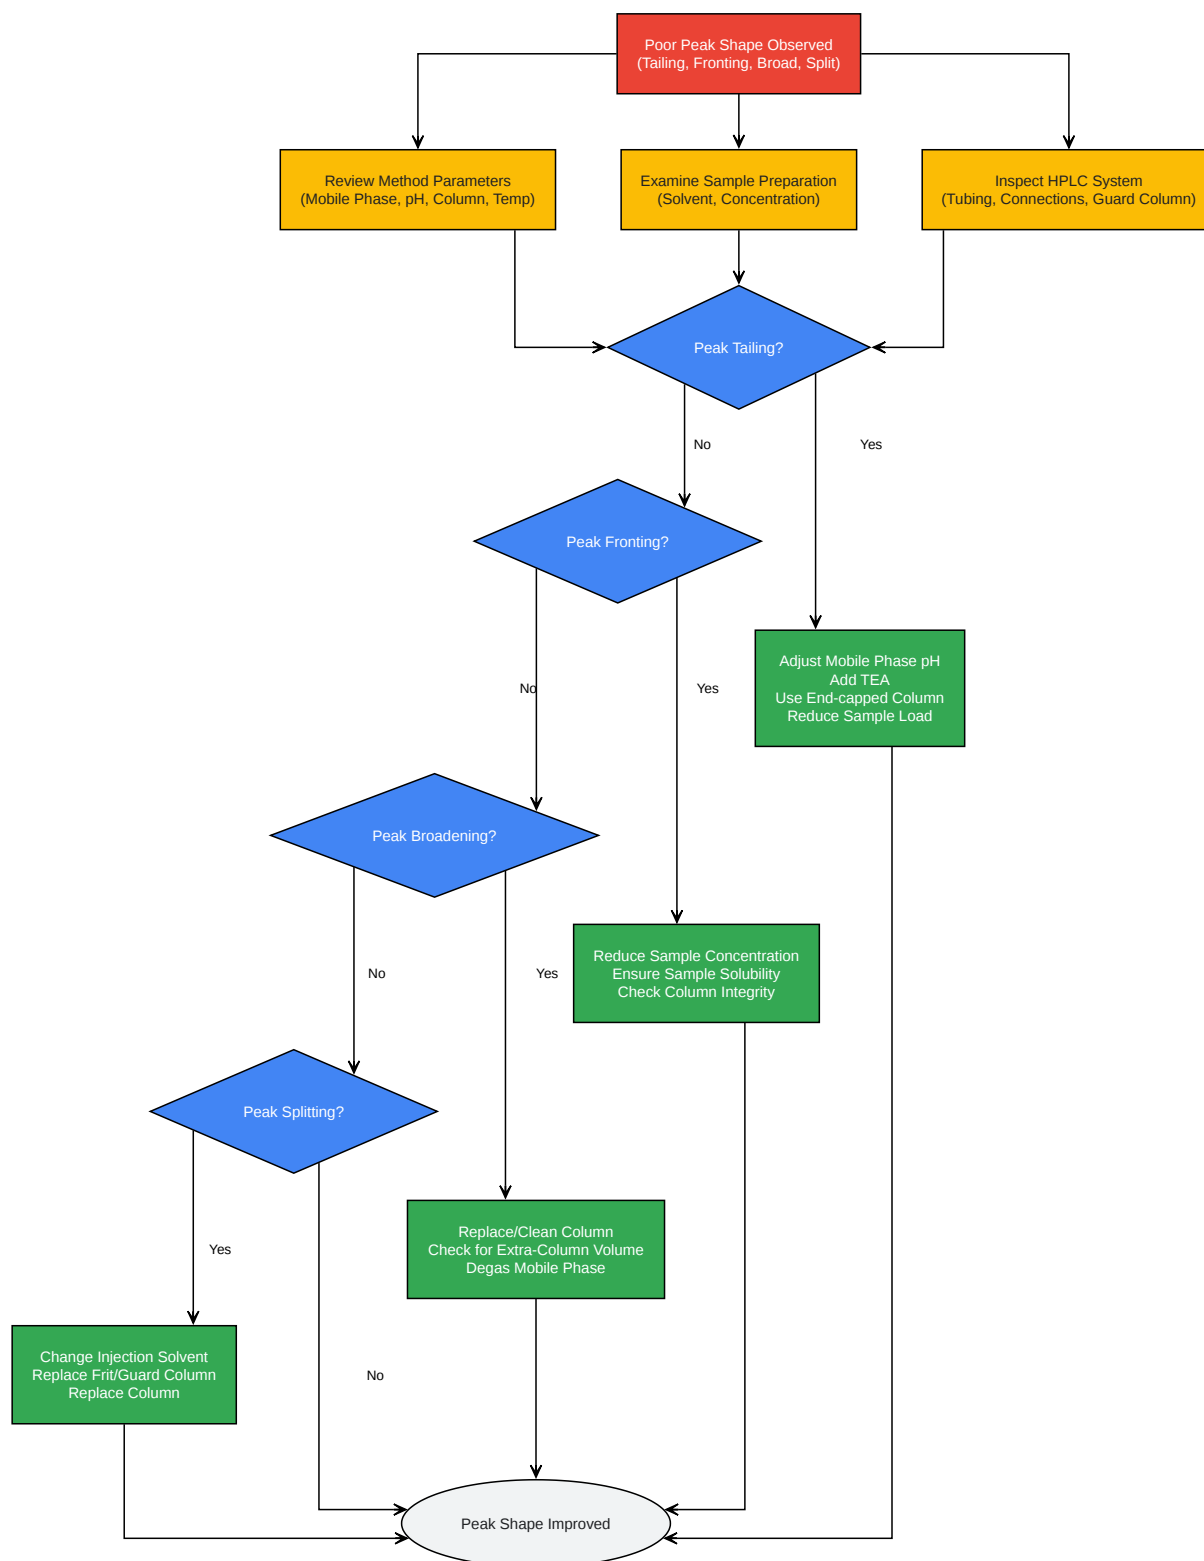 Poor Peak Shape Observed
(Tailing, Fronting, Broad, Split)
Review Method Parameters
(Mobile Phase, pH, Column, Temp)
Examine Sample Preparation
(Solvent, Concentration)
Inspect HPLC System
(Tubing, Connections, Guard Column)
Peak Tailing?
No
Yes
Peak Fronting?
No
Yes
Adjust Mobile Phase pH
Add TEA
Use End-capped Column
Reduce Sample Load
Peak Broadening?
No
Yes
Reduce Sample Concentration
Ensure Sample Solubility
Check Column Integrity
Peak Splitting?
Yes
No
Replace/Clean Column
Check for Extra-Column Volume
Degas Mobile Phase
Change Injection Solvent
Replace Frit/Guard Column
Replace Column
Peak Shape Improved